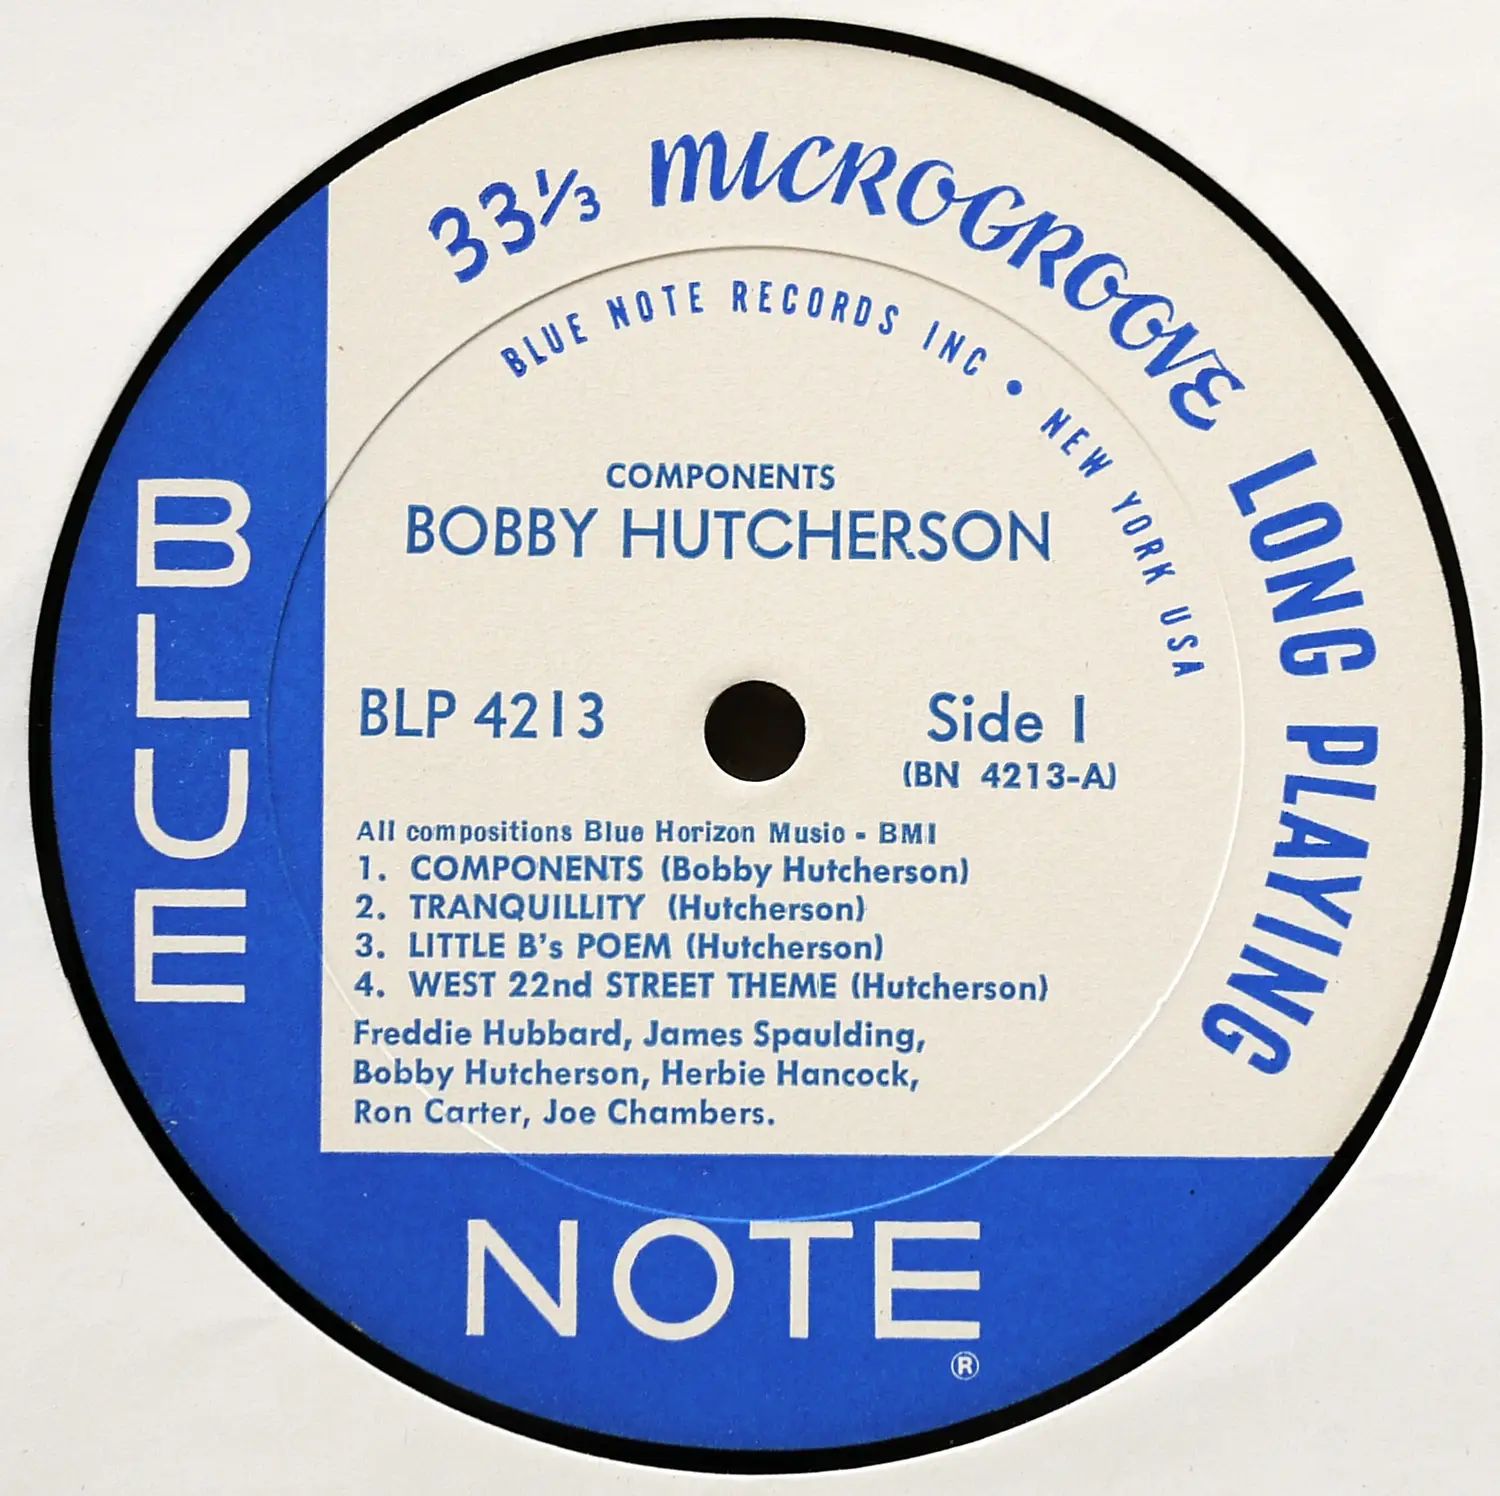 33⅓ MICROGROOVE LONG PLAYING
BLUE NOTE RECORDS INC • NEW YORK USA
COMPONENTS
BOBBY HUTCHERSON
BLP 4213
Side 1
(BN 4213-A)
All compositions Blue Horizon Music - BMI
1. COMPONENTS (Bobby Hutcherson)
2. TRANQUILLITY (Hutcherson)
3. LITTLE B's POEM (Hutcherson)
4. WEST 22nd STREET THEME (Hutcherson)
Freddie Hubbard, James Spaulding,
Bobby Hutcherson, Herbie Hancock,
Ron Carter, Joe Chambers.
BLUE
NOTE
®